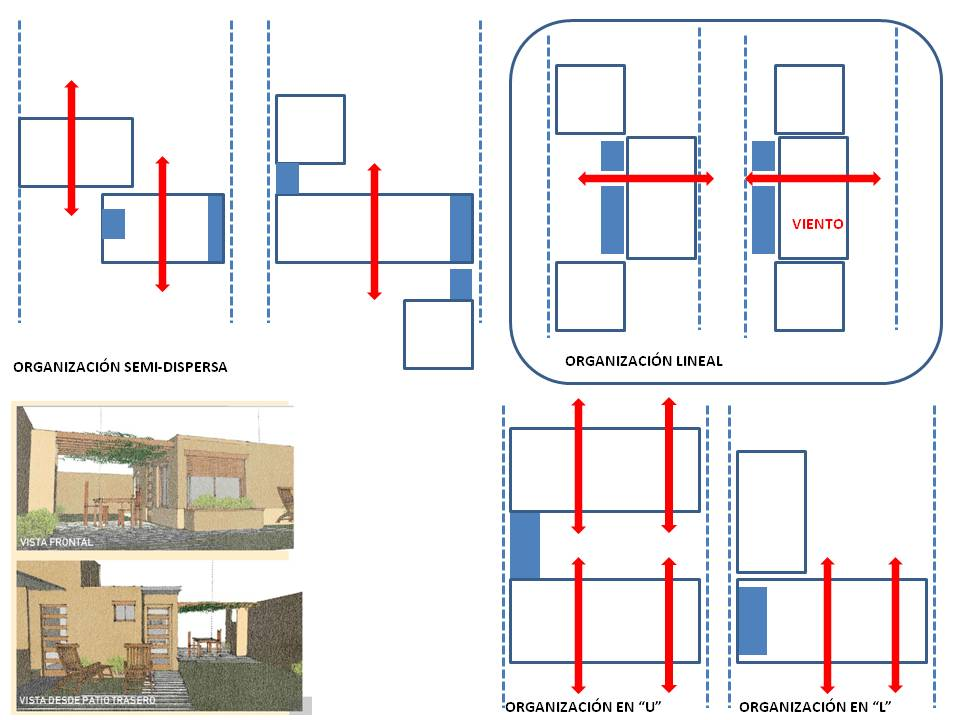 VIENTO
ORGANIZACIÓN SEMI-DISPERSA
ORGANIZACIÓN LINEAL
VISTA FRONTAL
VISTA DESDE PATIO TRASERO
ORGANIZACIÓN EN “U”
ORGANIZACIÓN EN “L”